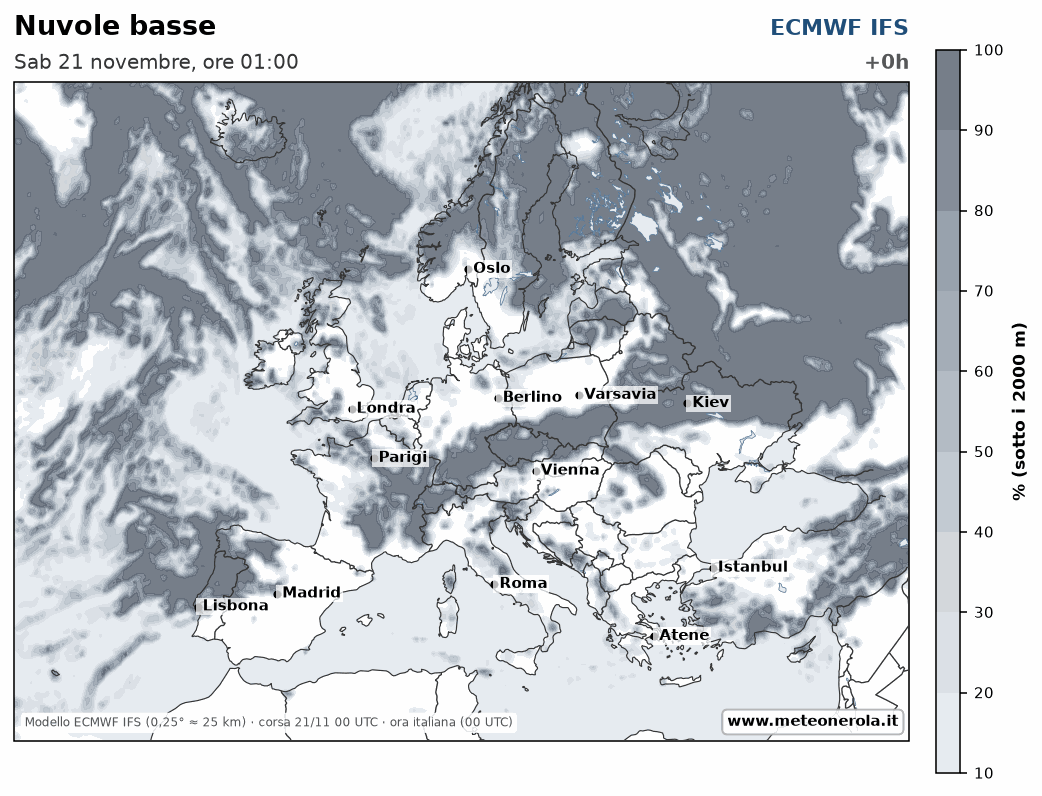 Nuvole basse
ECMWF IFS
Sab 21 novembre, ore 01:00
+0h
100
90
80
70
60
50
40
30
20
10
% (sotto i 2000 m)
Oslo
Berlino
Varsavia
Kiev
Londra
Parigi
Vienna
Istanbul
Roma
Madrid
Lisbona
Atene
Modello ECMWF IFS (0,25° ≈ 25 km) · corsa 21/11 00 UTC · ora italiana (00 UTC)
www.meteonerola.it